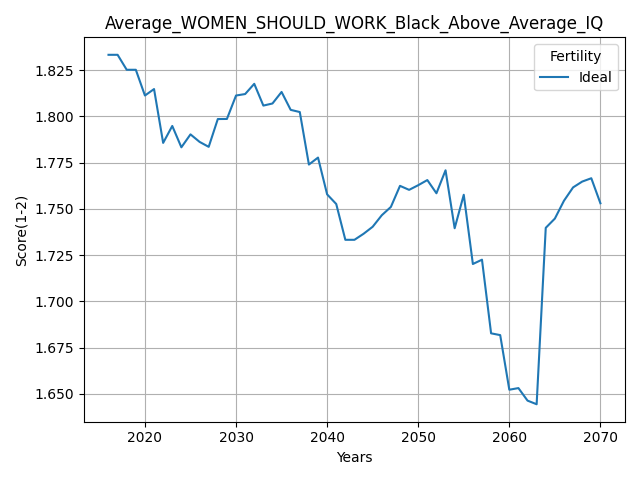 Average_WOMEN_SHOULD_WORK_Black_Above_Average_IQ
Fertility
Ideal
Score(1-2)
1.825
1.800
1.775
1.750
1.725
1.700
1.675
1.650
2020 2030 2040 2050 2060 2070
Years